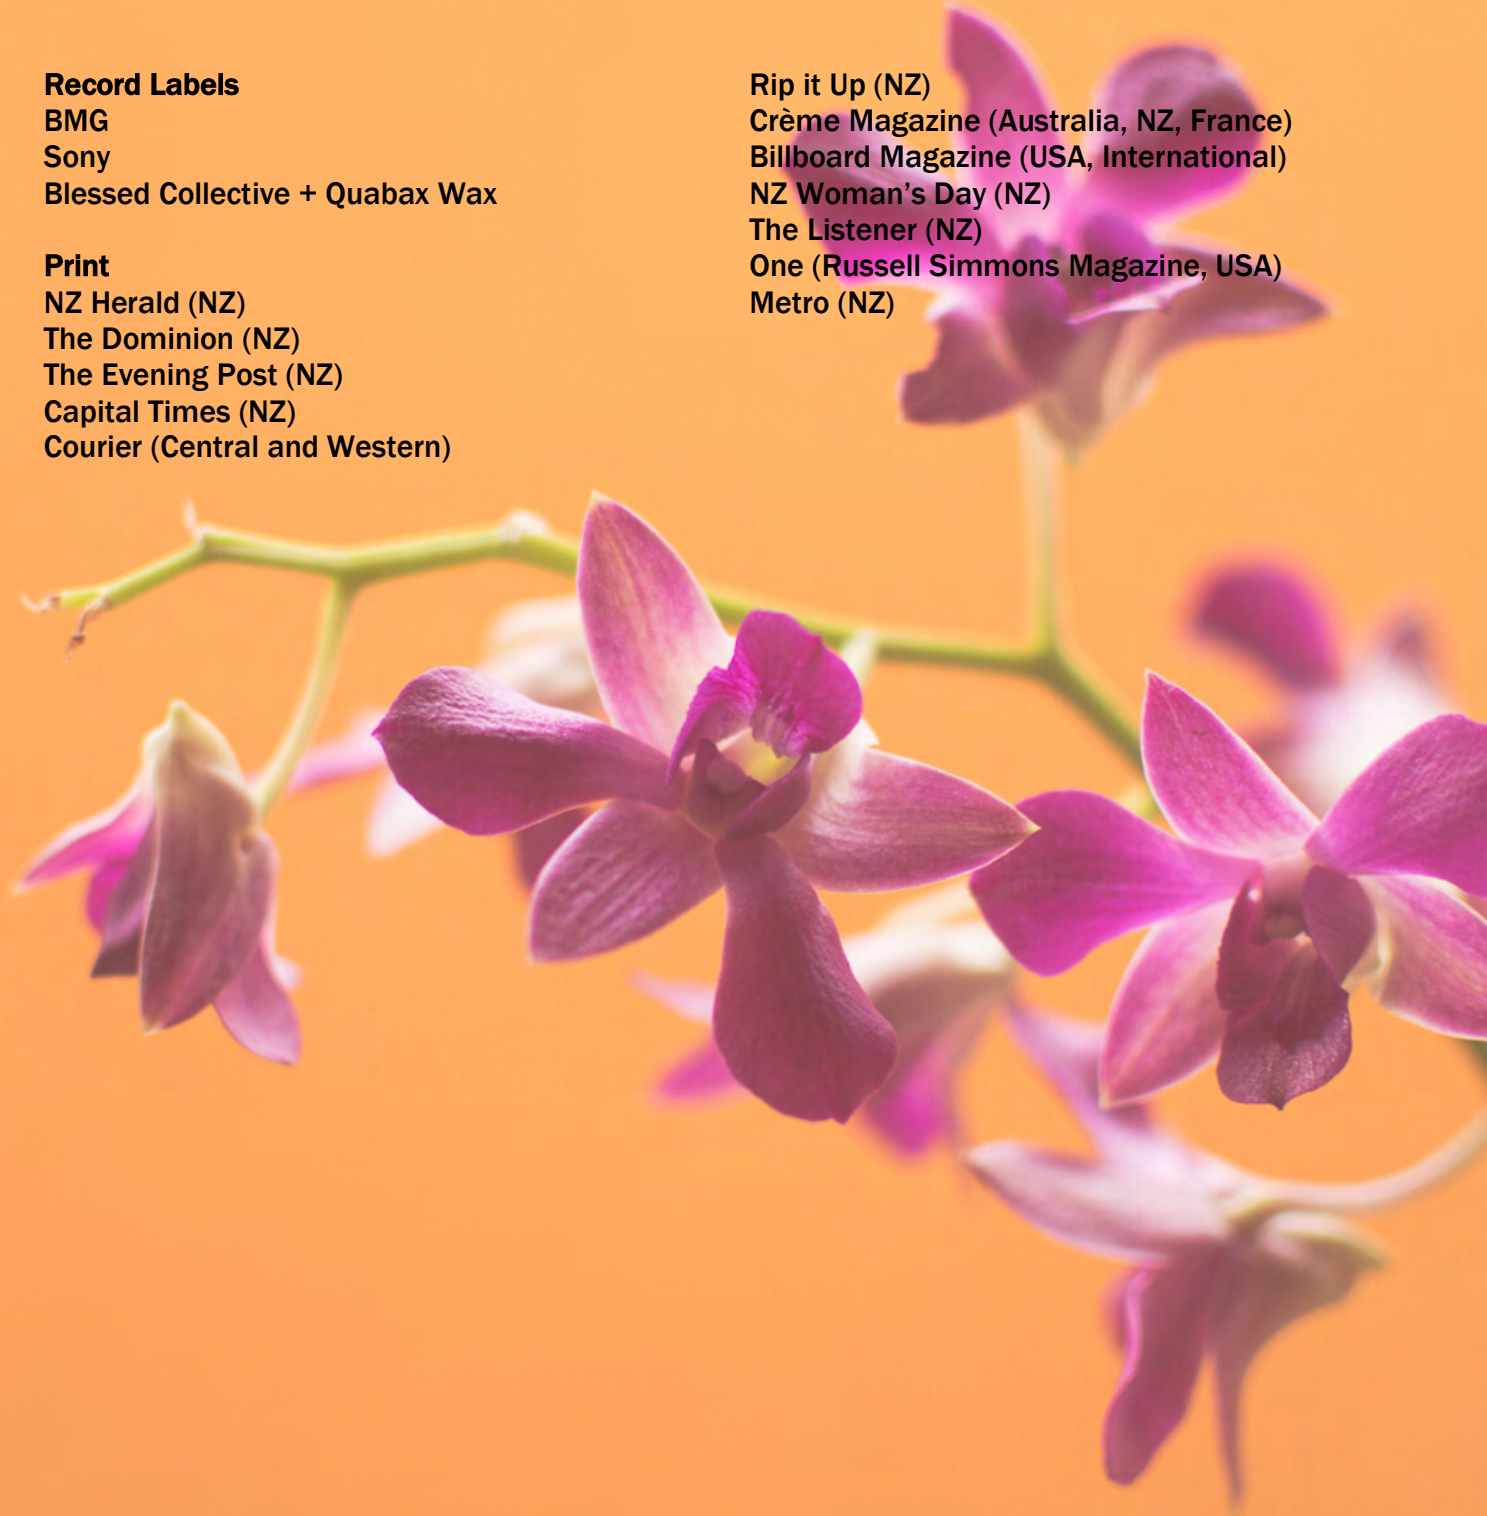 Record Labels
BMG
Sony
Blessed Collective + Quabax Wax
Print
NZ Herald (NZ)
The Dominion (NZ)
The Evening Post (NZ)
Capital Times (NZ)
Courier (Central and Western)
Rip it Up (NZ)
Crème Magazine (Australia, NZ, France)
Billboard Magazine (USA, International)
NZ Woman’s Day (NZ)
The Listener (NZ)
One (Russell Simmons Magazine, USA)
Metro (NZ)